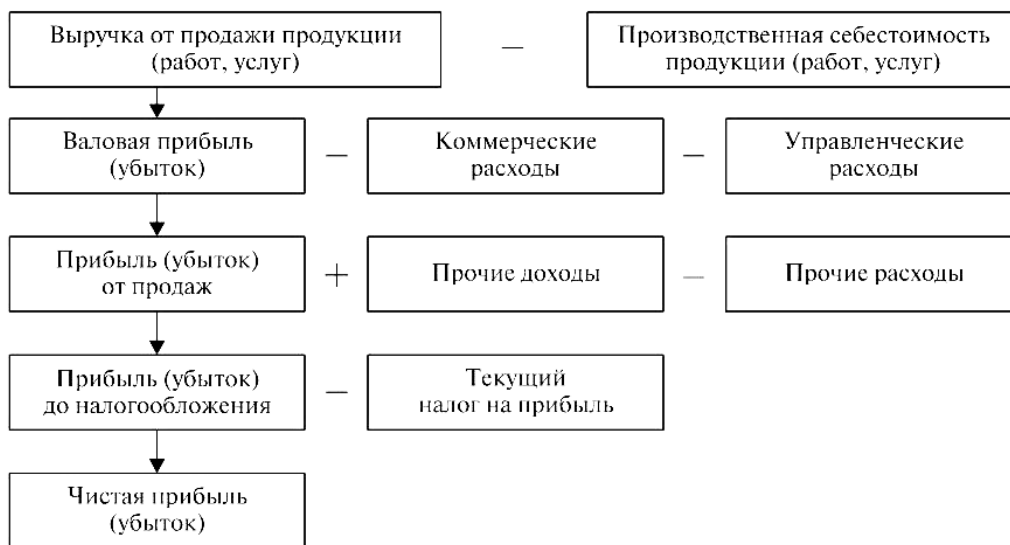 Выручка от продажи продукции
(работ, услуг)
−
Производственная себестоимость
продукции (работ, услуг)
Валовая прибыль
(убыток)
−
Коммерческие
расходы
−
Управленческие
расходы
Прибыль (убыток)
от продаж
+
Прочие доходы
−
Прочие расходы
Прибыль (убыток)
до налогообложения
−
Текущий
налог на прибыль
Чистая прибыль
(убыток)